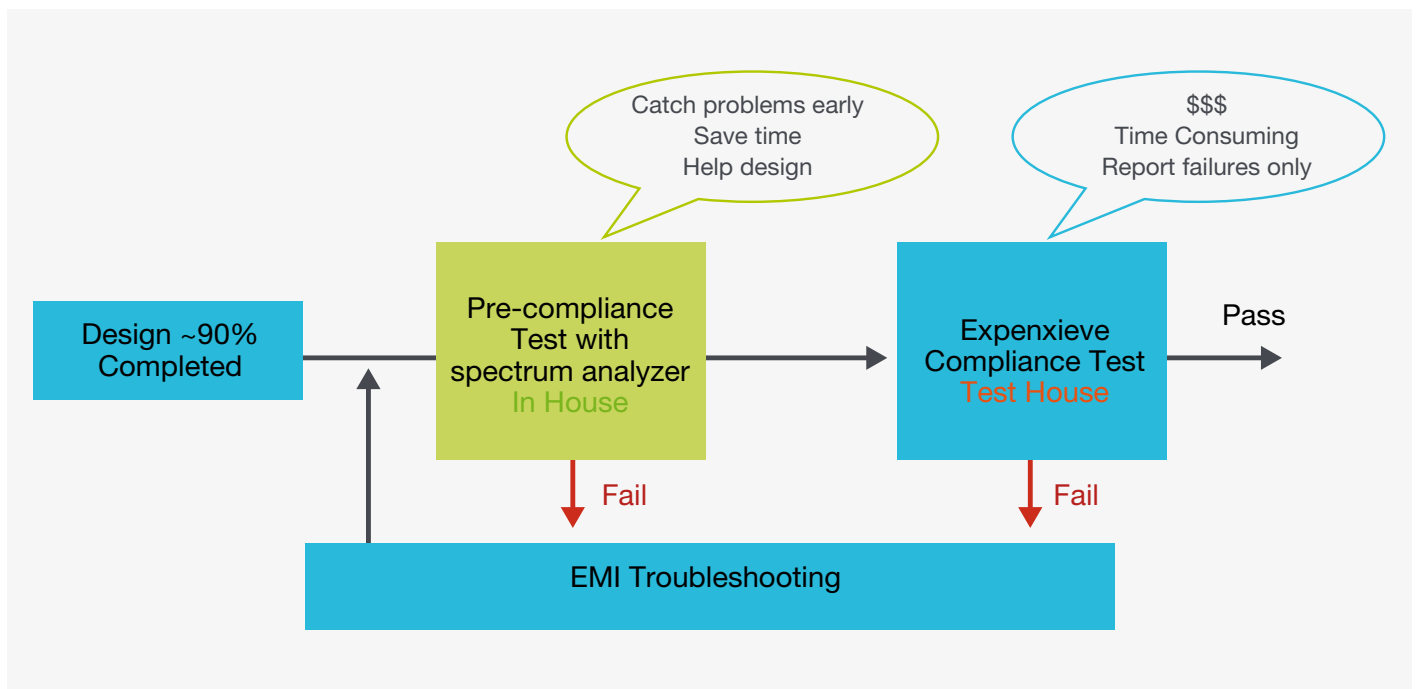 Catch problems early
Save time
Help design
$$$
Time Consuming
Report failures only
Design ~90%
Completed
Pre-compliance
Test with
spectrum analyzer
In House
Expenxieve
Compliance Test
Test House
Pass
Fail
Fail
EMI Troubleshooting